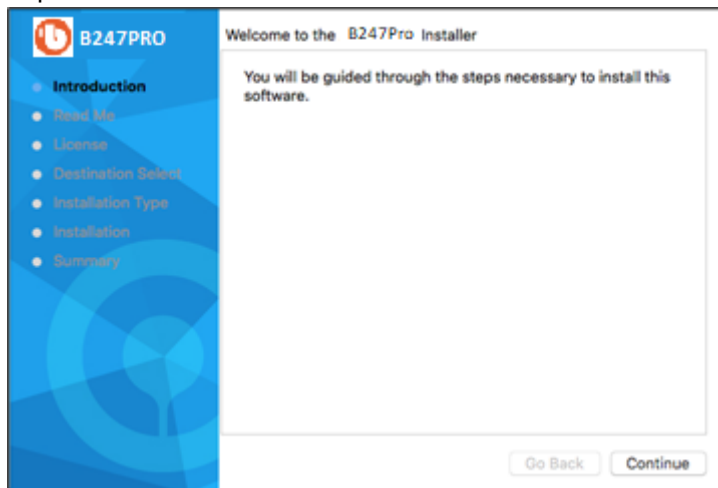 B247PRO
Welcome to the B247Pro Installer
Introduction
Read Me
License
Destination Select
Installation Type
Installation
Summary
You will be guided through the steps necessary to install this
software.
Go Back
Continue